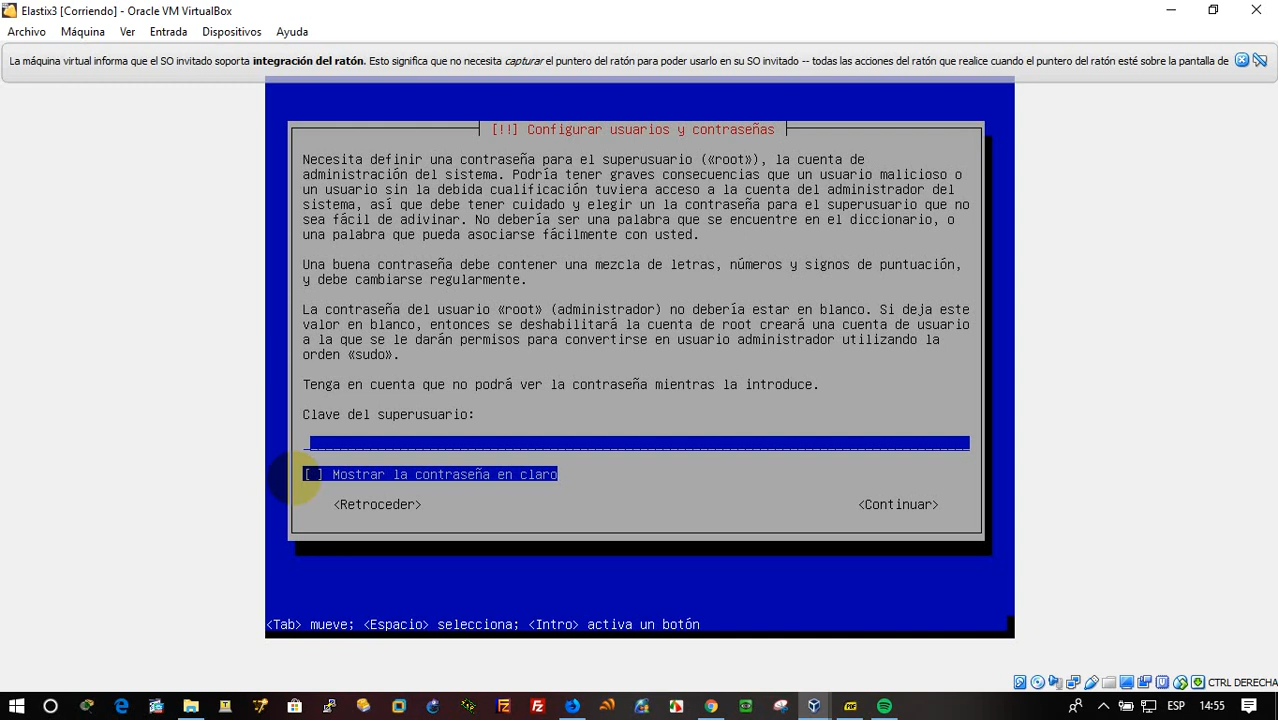 Elastix3 [Corriendo] - Oracle VM VirtualBox
Archivo Máquina Ver Entrada Dispositivos Ayuda
La máquina virtual informa que el SO invitado soporta integración del ratón. Esto significa que no necesita capturar el puntero del ratón para poder usarlo en su SO invitado -- todas las acciones del ratón que realice cuando el puntero del ratón esté sobre la pantalla de
[!!] Configurar usuarios y contraseñas
Necesita definir una contraseña para el superusuario («root»), la cuenta de
administración del sistema. Podría tener graves consecuencias que un usuario malicioso o
un usuario sin la debida cualificación tuviera acceso a la cuenta del administrador del
sistema, así que debe tener cuidado y elegir un la contraseña para el superusuario que no
sea fácil de adivinar. No debería ser una palabra que se encuentre en el diccionario, o
una palabra que pueda asociarse fácilmente con usted.
Una buena contraseña debe contener una mezcla de letras, números y signos de puntuación,
y debe cambiarse regularmente.
La contraseña del usuario «root» (administrador) no debería estar en blanco. Si deja este
valor en blanco, entonces se deshabilitará la cuenta de root creará una cuenta de usuario
a la que se le darán permisos para convertirse en usuario administrador utilizando la
orden «sudo».
Tenga en cuenta que no podrá ver la contraseña mientras la introduce.
Clave del superusuario:
[ ] Mostrar la contraseña en claro
<Retroceder> <Continuar>
<Tab> mueve; <Espacio> selecciona; <Intro> activa un botón
CTRL DERECHA
ESP 14:55